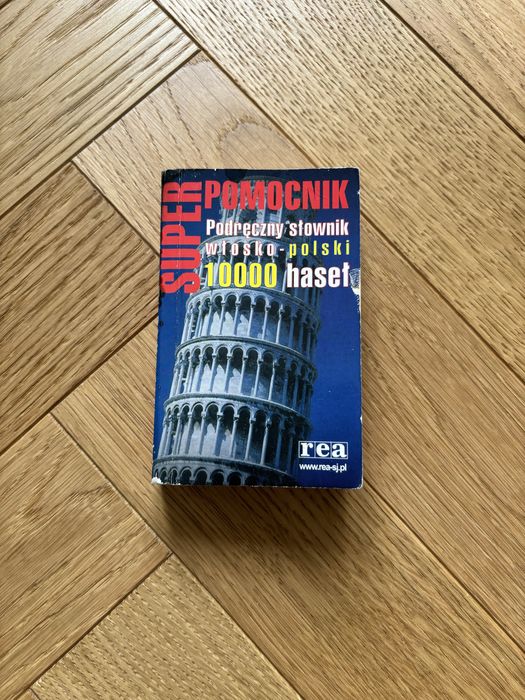 SUPER
POMOCNIK
Podręczny słownik
włosko-polski
10000 haseł
rea
www.rea-sj.pl